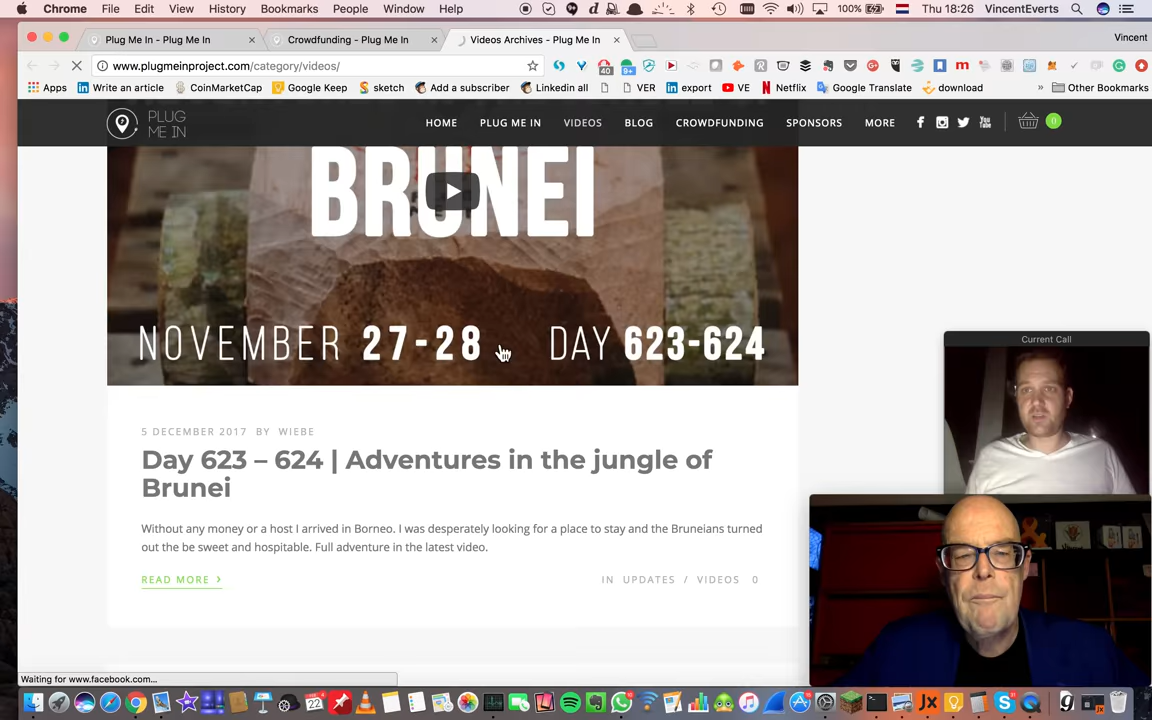 Chrome File Edit View History Bookmarks People Window Help 100% Thu 18:26 VincentEverts
Plug Me In - Plug Me In Crowdfunding - Plug Me In Videos Archives - Plug Me In Vincent
www.plugmeinproject.com/category/videos/
40 9+
Apps Write an article CoinMarketCap Google Keep sketch Add a subscriber Linkedin all VER export VE Netflix Google Translate download » Other Bookmarks
PLUG
ME IN
HOME PLUG ME IN VIDEOS BLOG CROWDFUNDING SPONSORS MORE 0
BRUNEI
NOVEMBER 27-28 DAY 623-624
Current Call
5 DECEMBER 2017 BY WIEBE
Day 623 – 624 | Adventures in the jungle of
Brunei
Without any money or a host I arrived in Borneo. I was desperately looking for a place to stay and the Bruneians turned
out the be sweet and hospitable. Full adventure in the latest video.
READ MORE › IN UPDATES / VIDEOS 0
Waiting for www.facebook.com...